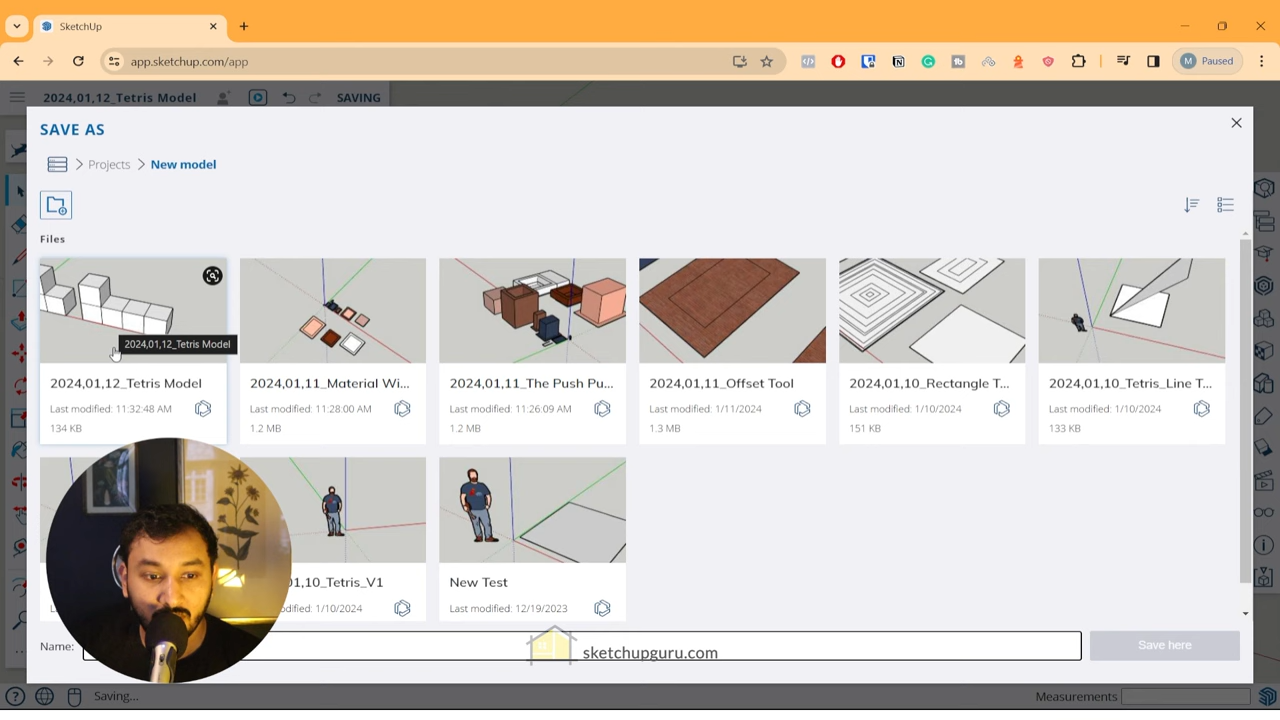 SketchUp
app.sketchup.com/app
M Paused
2024,01,12_Tetris Model
SAVING
SAVE AS
Projects
New model
Files
2024,01,12_Tetris Model
2024,01,12_Tetris Model
Last modified: 11:32:48 AM
134 KB
2024,01,11_Material Wi...
Last modified: 11:28:00 AM
1.2 MB
2024,01,11_The Push Pu...
Last modified: 11:26:09 AM
1.2 MB
2024,01,11_Offset Tool
Last modified: 1/11/2024
1.3 MB
2024,01,10_Rectangle T...
Last modified: 1/10/2024
151 KB
2024,01,10_Tetris_Line T...
Last modified: 1/10/2024
133 KB
01,10_Tetris_V1
modified: 1/10/2024
New Test
Last modified: 12/19/2023
Name:
sketchupguru.com
Save here
Saving...
Measurements